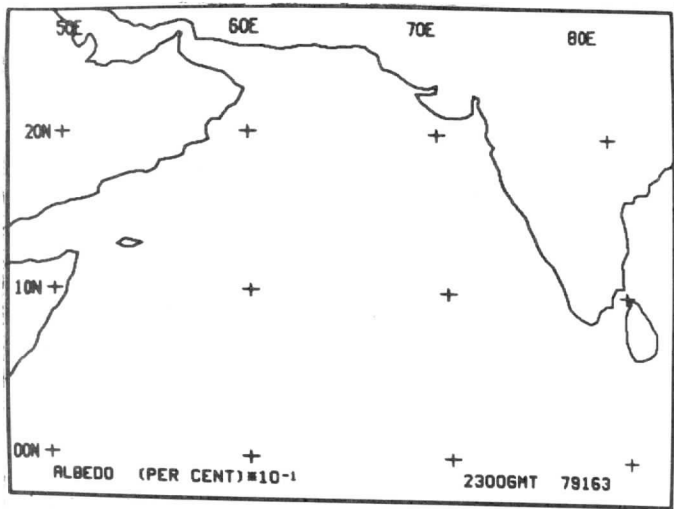 50E 60E 70E 80E
20N
10N
00N
ALBEDO (PER CENT)*10-1
2300GMT 79163